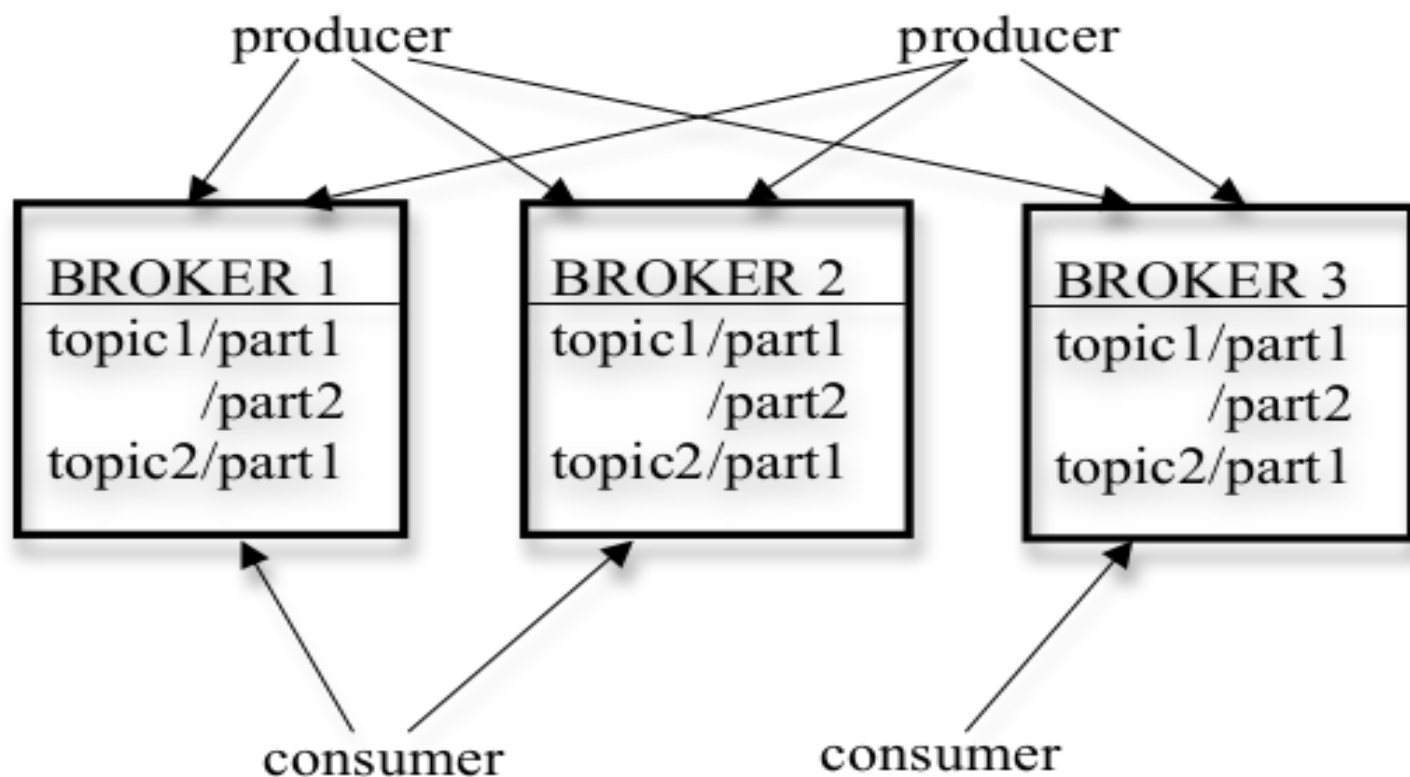 producer
producer
BROKER 1
topic1/part1
/part2
topic2/part1
BROKER 2
topic1/part1
/part2
topic2/part1
BROKER 3
topic1/part1
/part2
topic2/part1
consumer
consumer